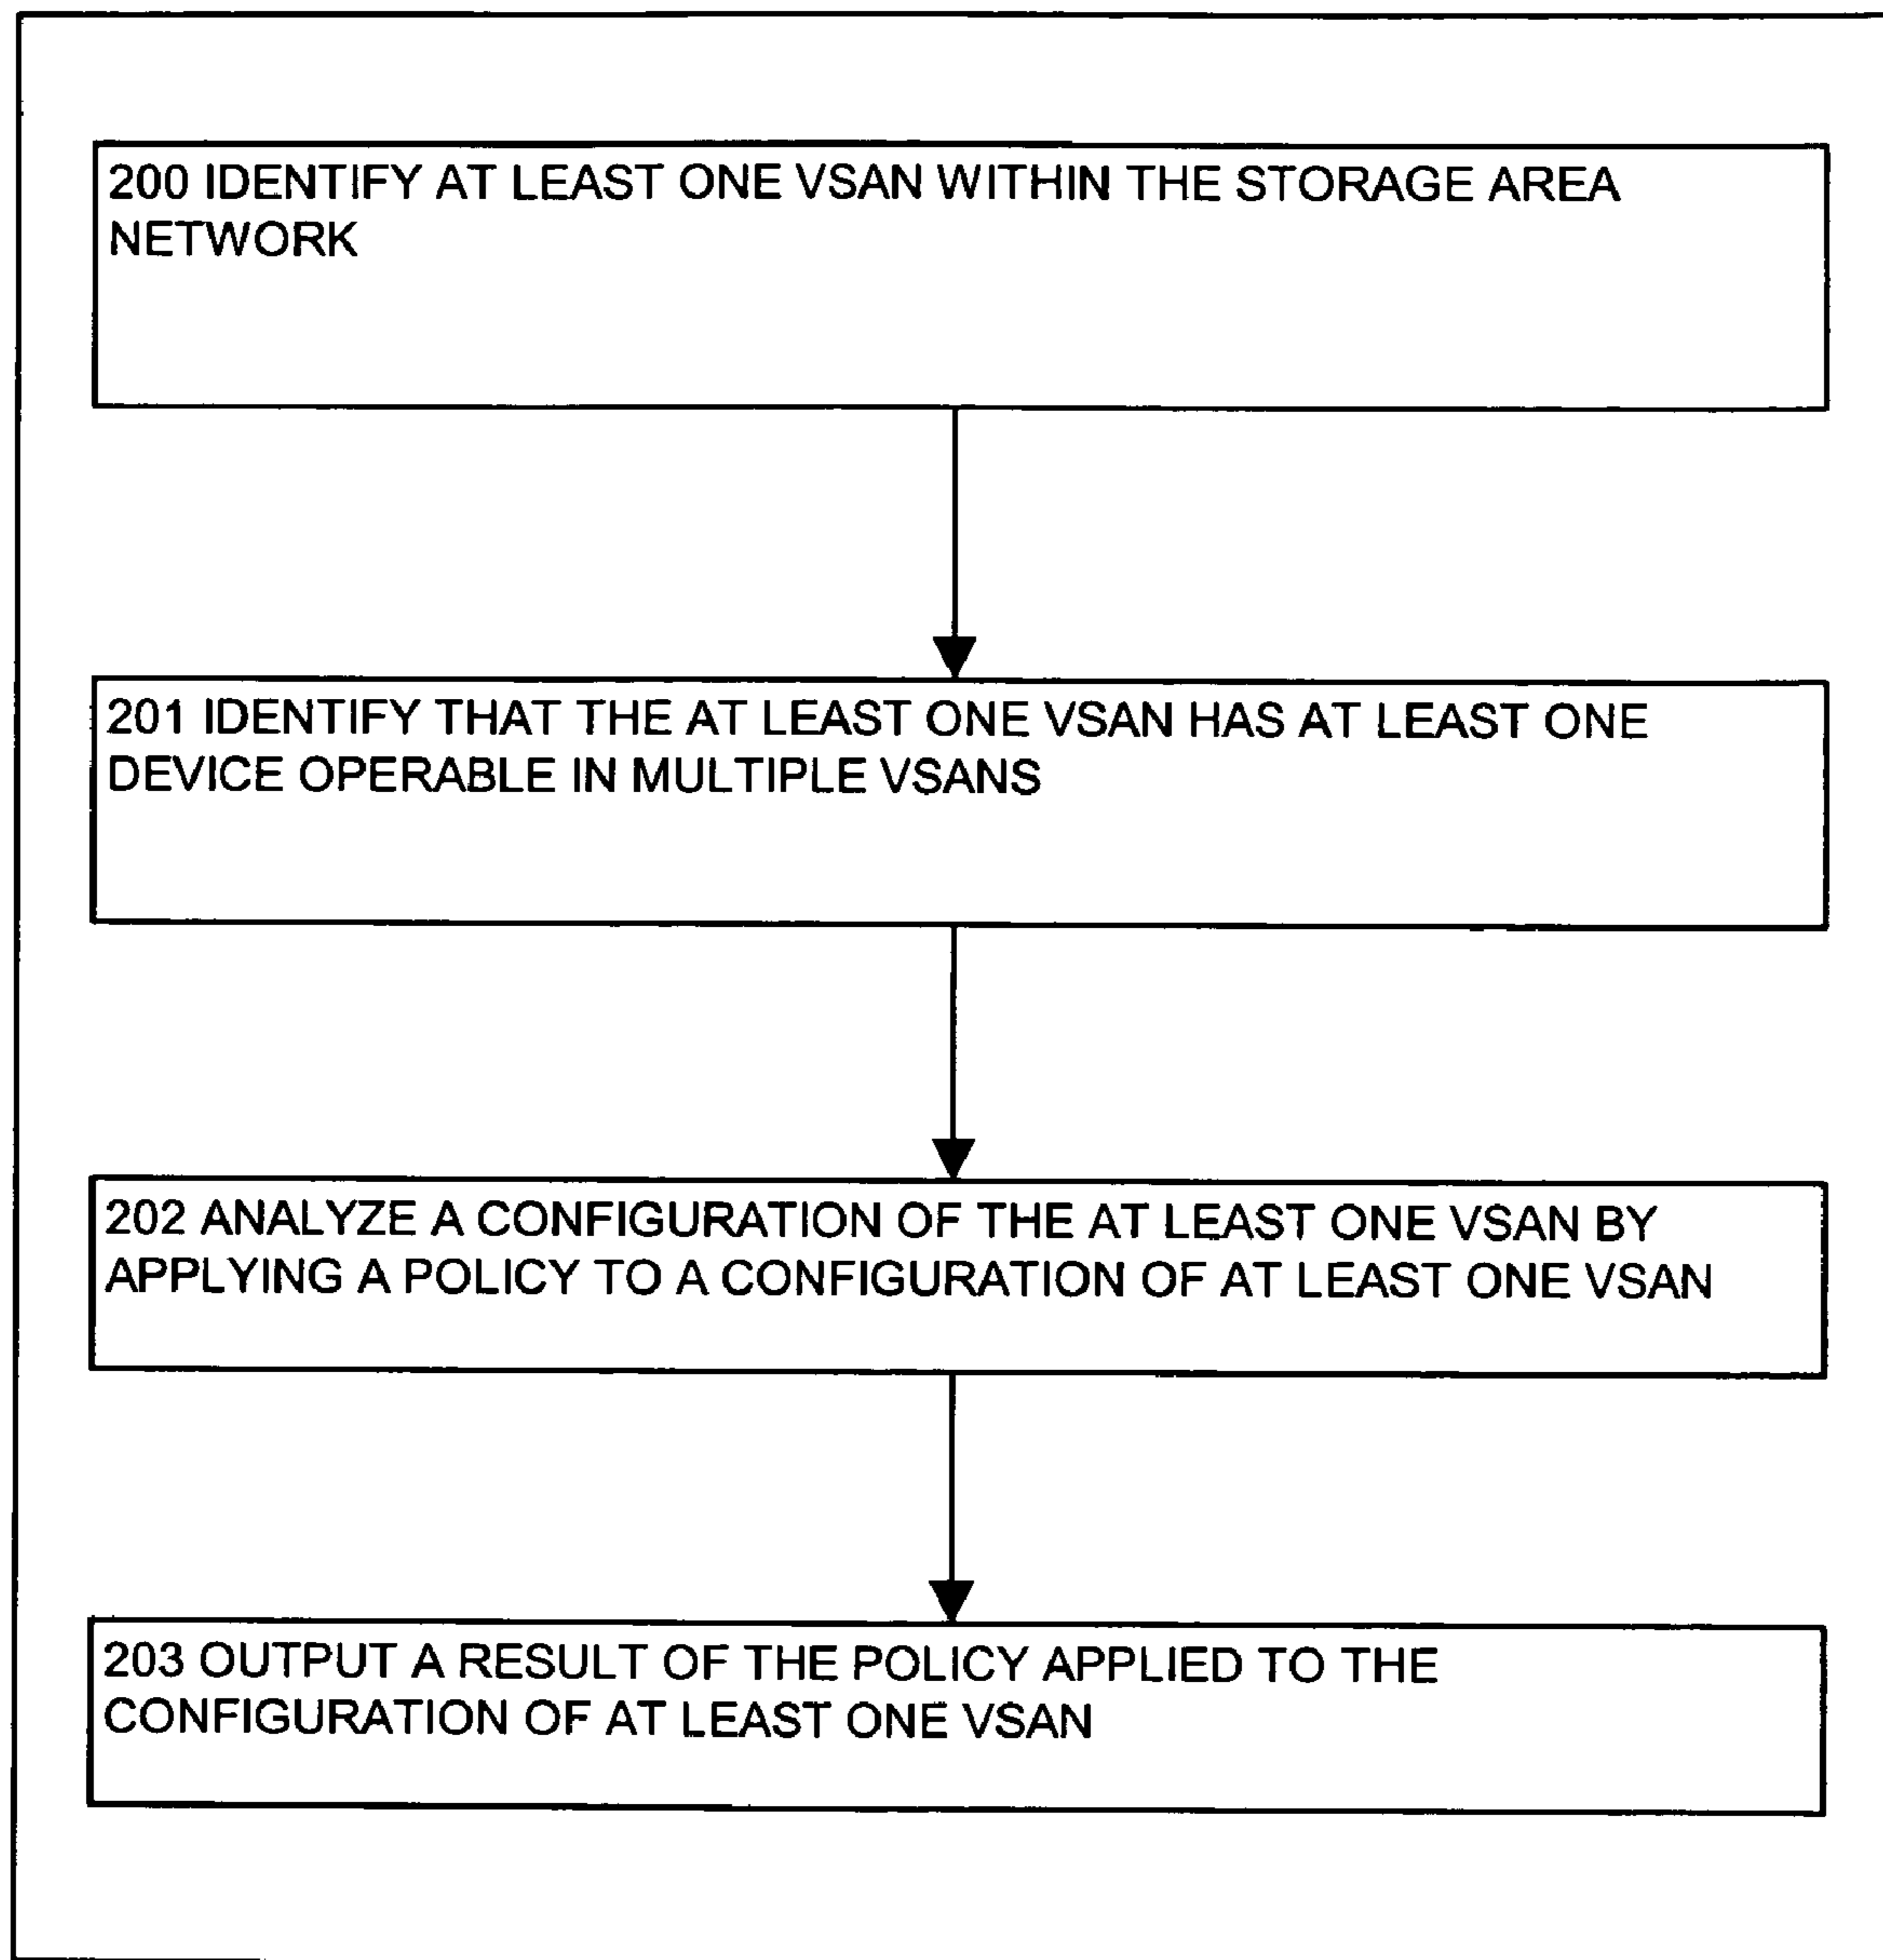 200 IDENTIFY AT LEAST ONE VSAN WITHIN THE STORAGE AREA
NETWORK
201 IDENTIFY THAT THE AT LEAST ONE VSAN HAS AT LEAST ONE
DEVICE OPERABLE IN MULTIPLE VSANS
202 ANALYZE A CONFIGURATION OF THE AT LEAST ONE VSAN BY
APPLYING A POLICY TO A CONFIGURATION OF AT LEAST ONE VSAN
203 OUTPUT A RESULT OF THE POLICY APPLIED TO THE
CONFIGURATION OF AT LEAST ONE VSAN